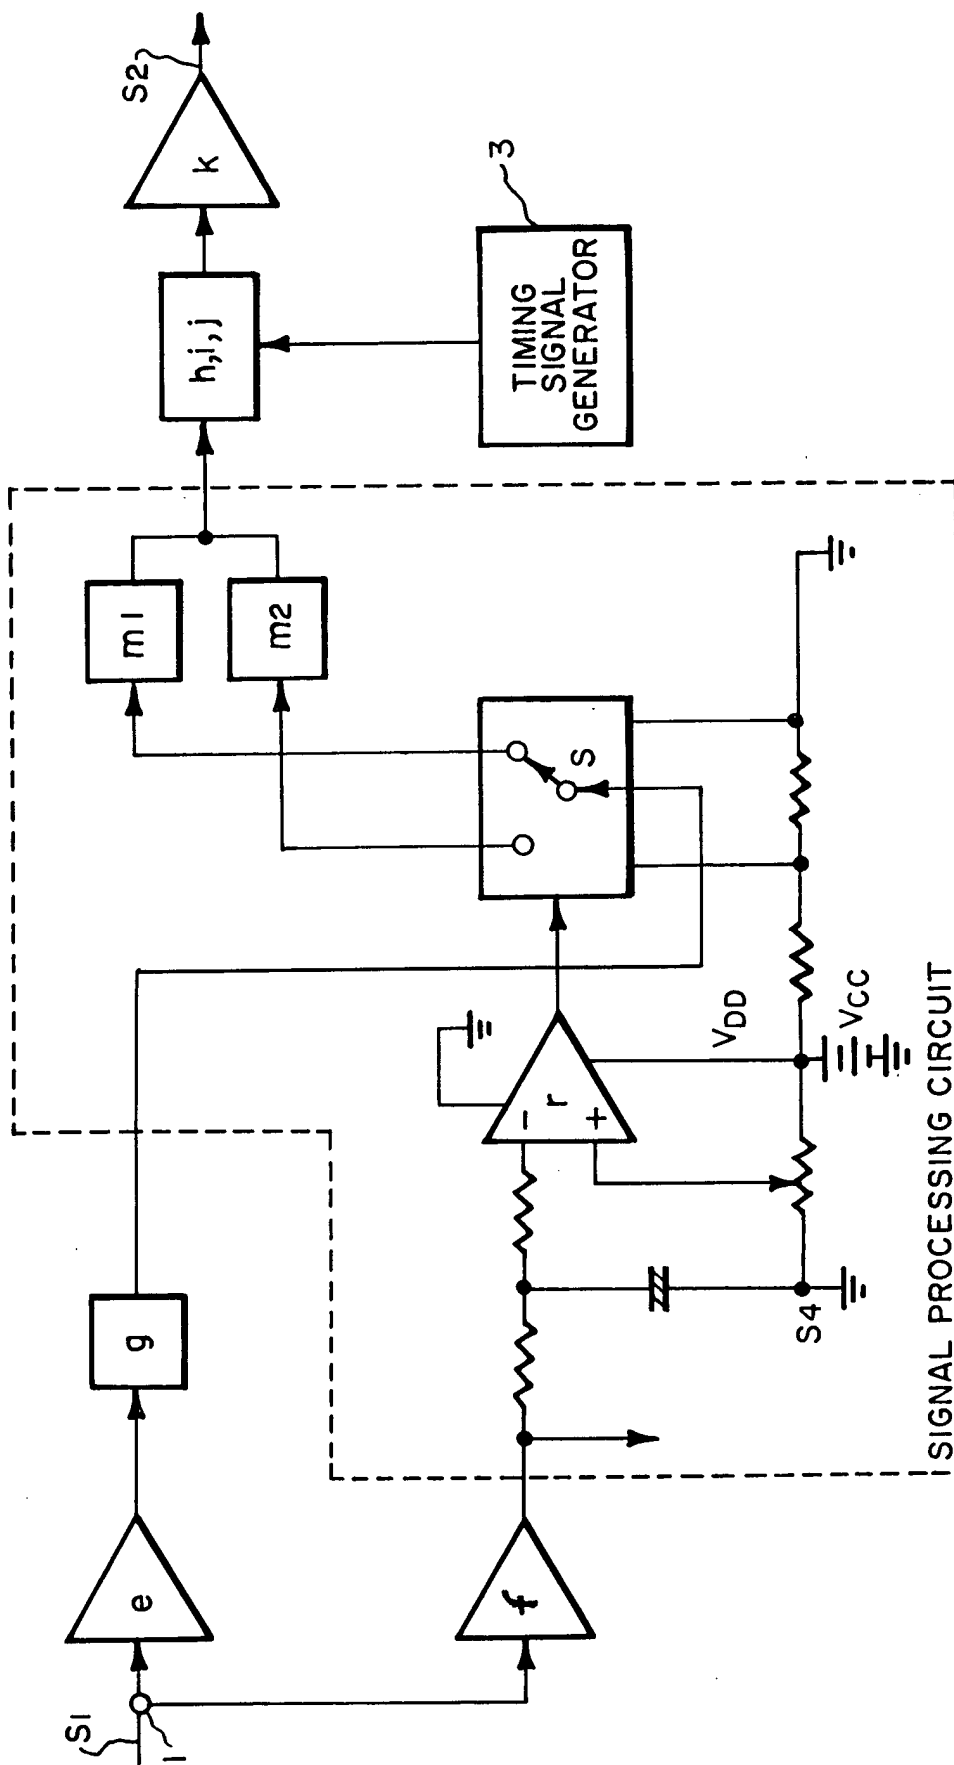 S1
1
e
f
g
SIGNAL PROCESSING CIRCUIT
S4
−
r
+
VDD
VCC
S
m1
m2
h,i,j
TIMING
SIGNAL
GENERATOR
3
k
S2